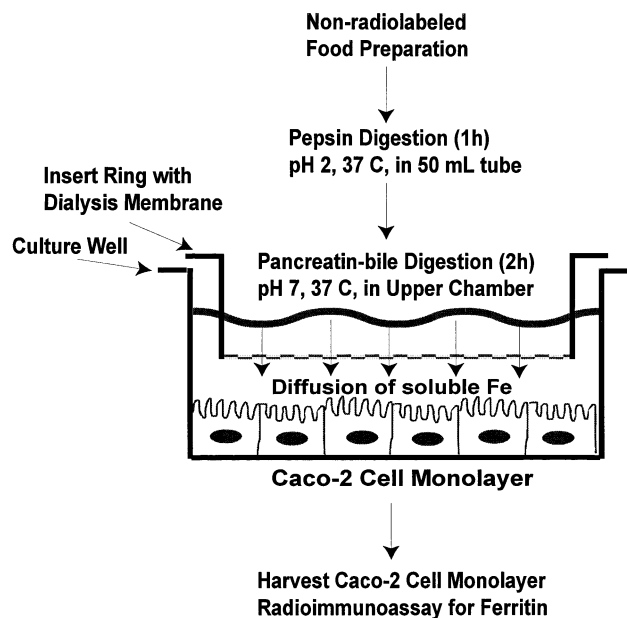 Non-radiolabeled
Food Preparation
Pepsin Digestion (1h)
pH 2, 37 C, in 50 mL tube
Insert Ring with
Dialysis Membrane
Culture Well
Pancreatin-bile Digestion (2h)
pH 7, 37 C, in Upper Chamber
Diffusion of soluble Fe
Caco-2 Cell Monolayer
Harvest Caco-2 Cell Monolayer
Radioimmunoassay for Ferritin